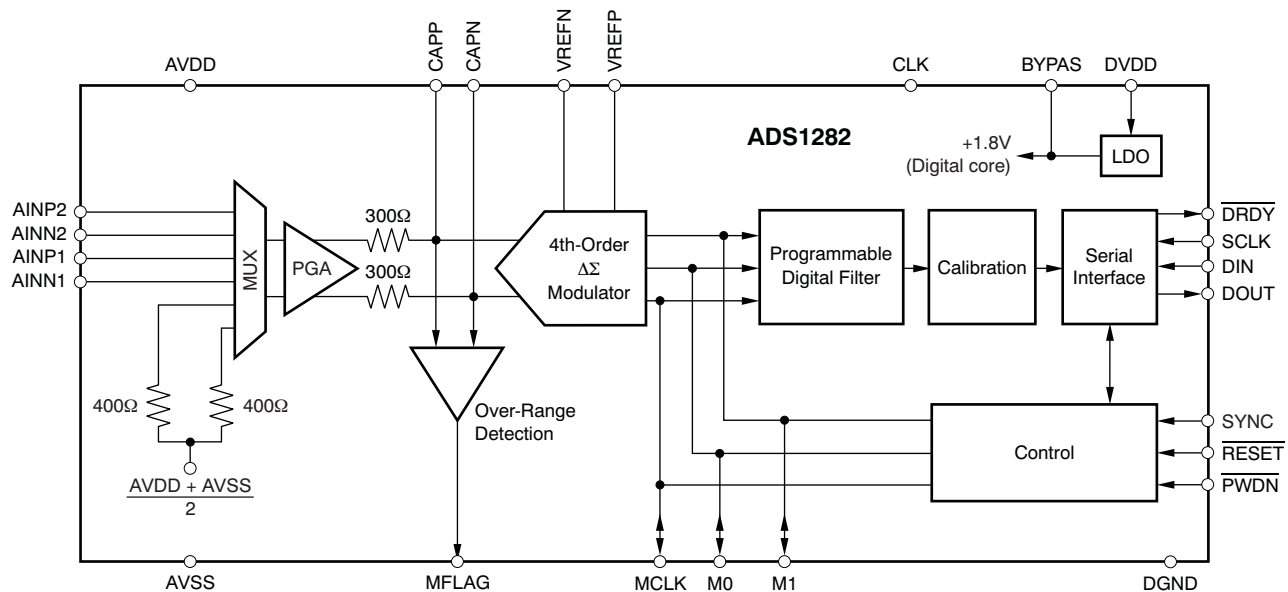 AVDD
CAPP
CAPN
VREFN
VREFP
CLK
BYPAS
DVDD
ADS1282
+1.8V
(Digital core)
LDO
AINP2
AINN2
AINP1
AINN1
MUX
PGA
300Ω
300Ω
4th-Order
ΔΣ
Modulator
Programmable
Digital Filter
Calibration
Serial
Interface
DRDY
SCLK
DIN
DOUT
400Ω
400Ω
AVDD + AVSS
2
Over-Range
Detection
Control
SYNC
RESET
PWDN
AVSS
MFLAG
MCLK
M0
M1
DGND